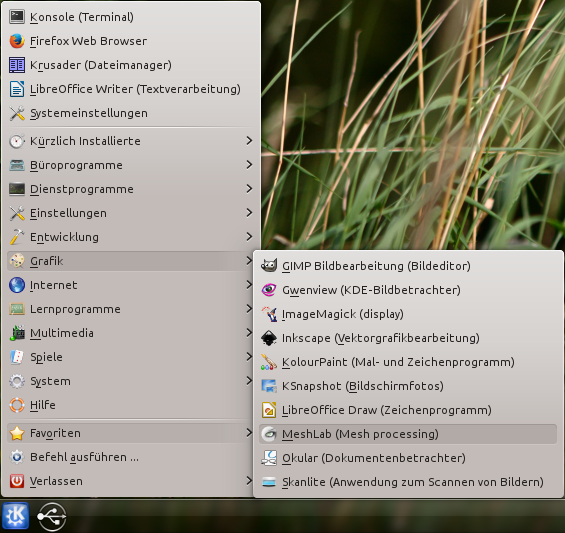 Konsole (Terminal)
Firefox Web Browser
Krusader (Dateimanager)
LibreOffice Writer (Textverarbeitung)
Systemeinstellungen
Kürzlich Installierte
Büroprogramme
Dienstprogramme
Einstellungen
Entwicklung
Grafik
Internet
Lernprogramme
Multimedia
Spiele
System
Hilfe
Favoriten
Befehl ausführen ...
Verlassen
GIMP Bildbearbeitung (Bildeditor)
Gwenview (KDE-Bildbetrachter)
ImageMagick (display)
Inkscape (Vektorgrafikbearbeitung)
KolourPaint (Mal- und Zeichenprogramm)
KSnapshot (Bildschirmfotos)
LibreOffice Draw (Zeichenprogramm)
MeshLab (Mesh processing)
Okular (Dokumentenbetrachter)
Skanlite (Anwendung zum Scannen von Bildern)